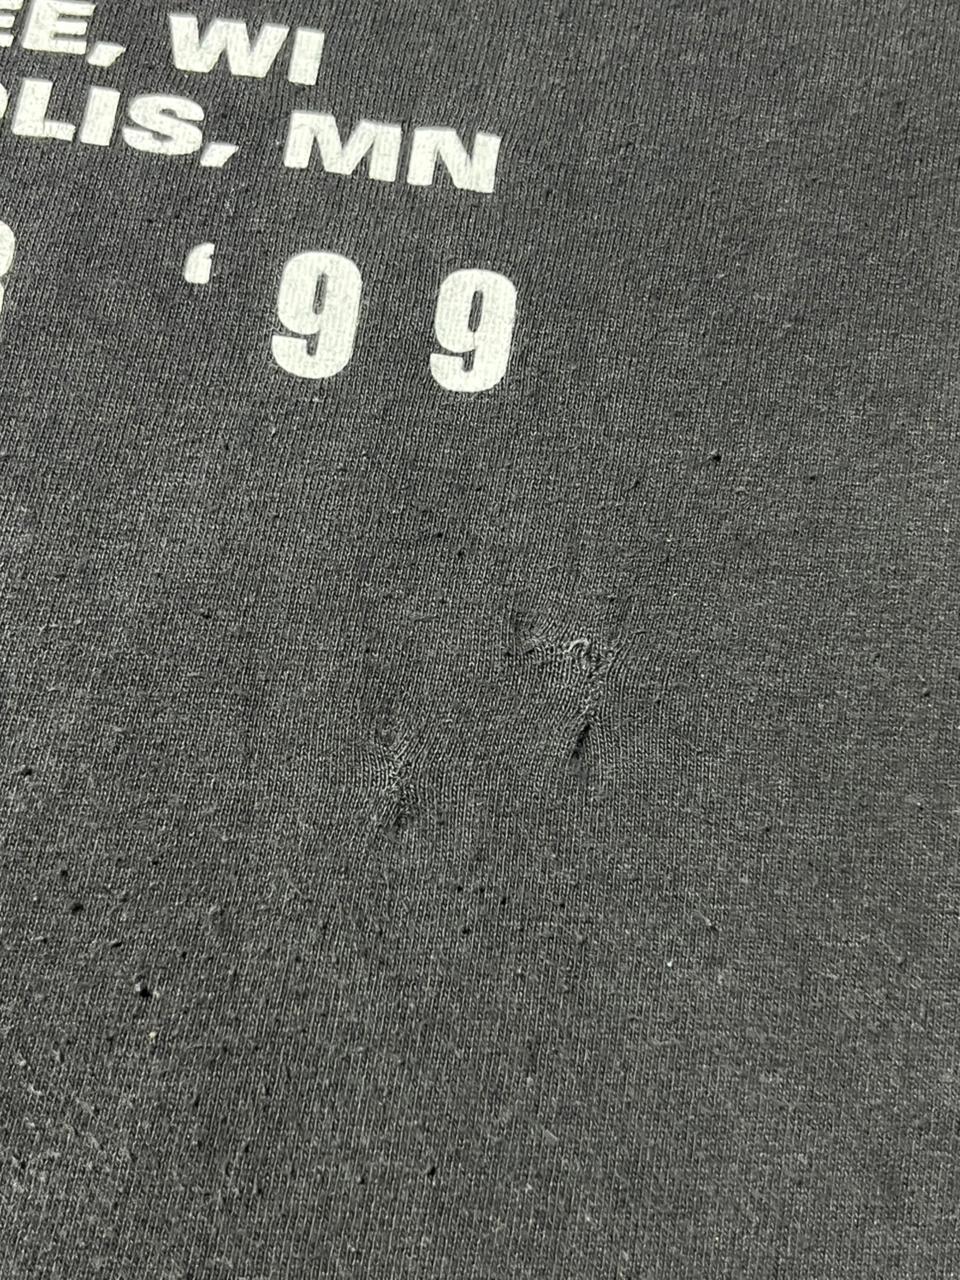 EE, WI
OLIS, MN
‘99